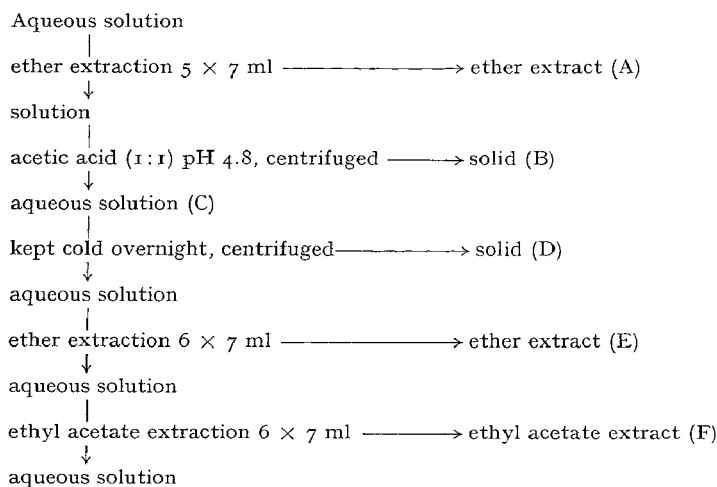 Aqueous solution
ether extraction 5 × 7 ml ether extract (A)
solution
acetic acid (1:1) pH 4.8, centrifuged solid (B)
aqueous solution (C)
kept cold overnight, centrifuged solid (D)
aqueous solution
ether extraction 6 × 7 ml ether extract (E)
aqueous solution
ethyl acetate extraction 6 × 7 ml ethyl acetate extract (F)
aqueous solution